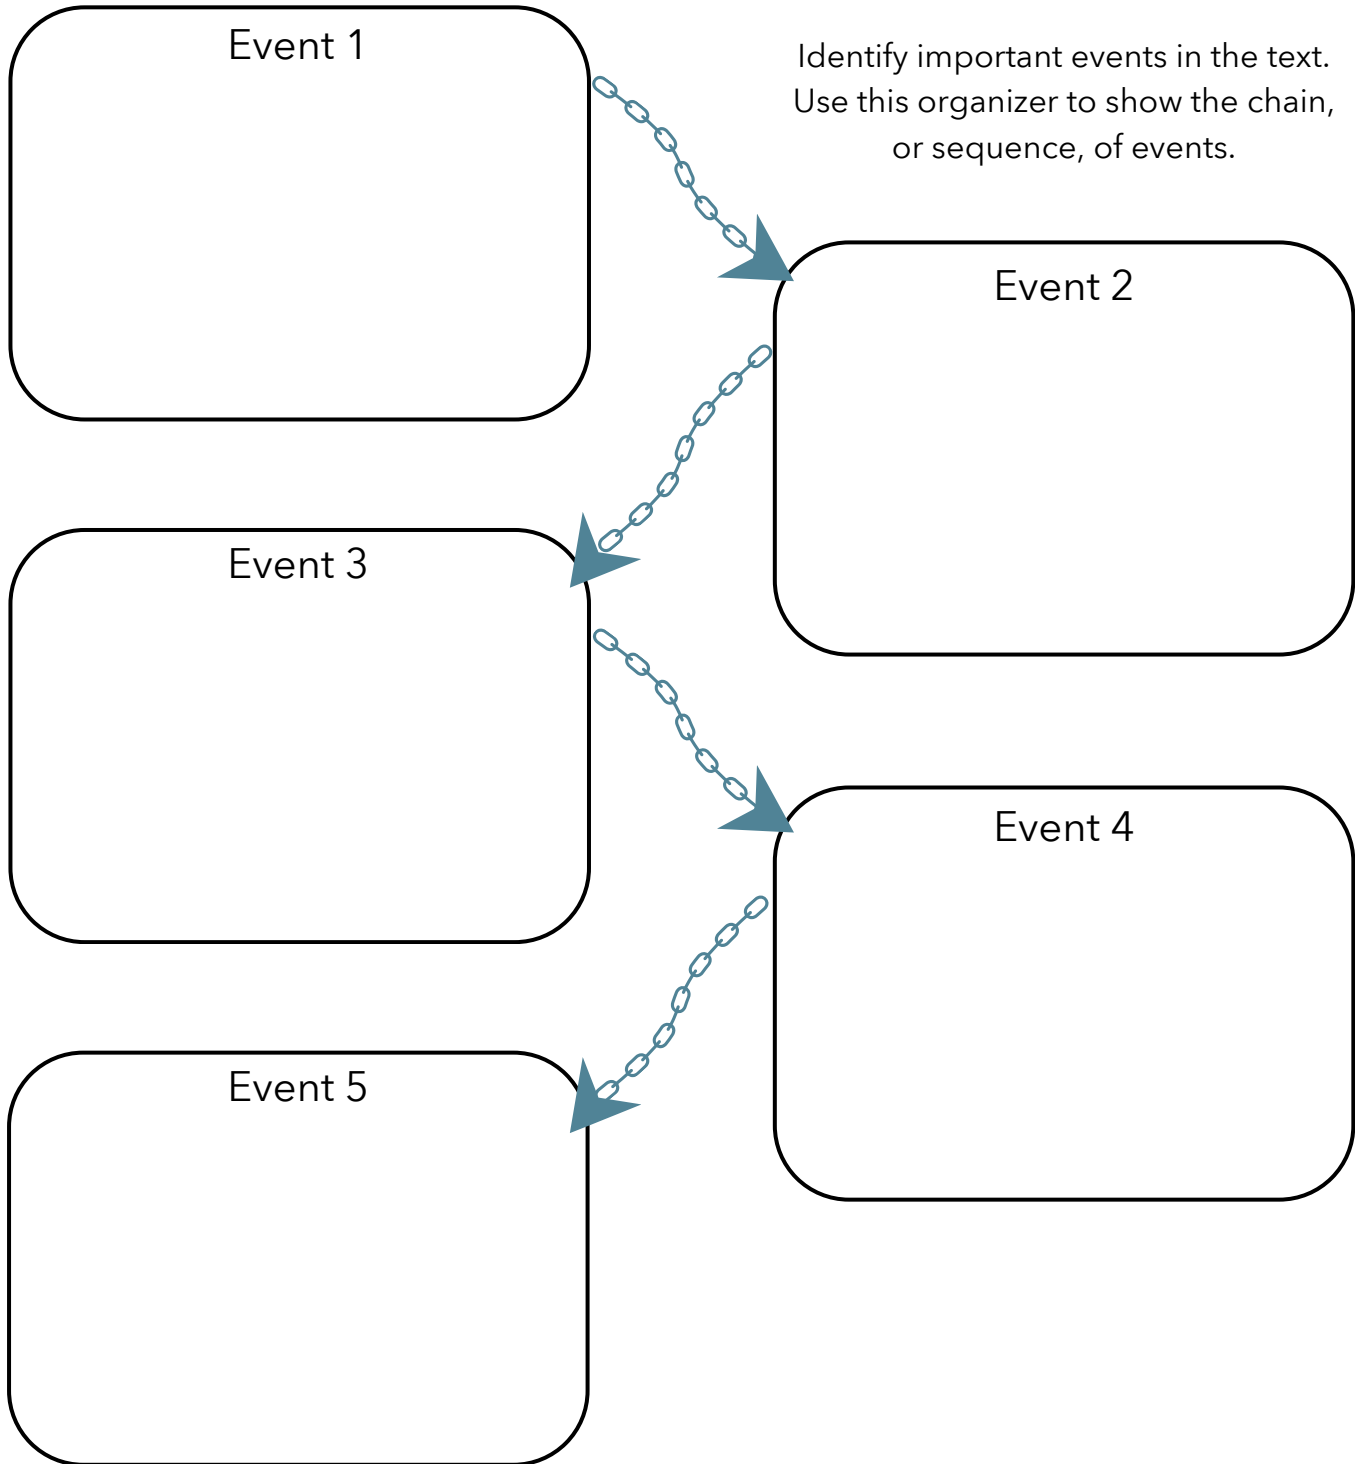 Event 1
Identify important events in the text.
Use this organizer to show the chain,
or sequence, of events.
Event 2
Event 3
Event 4
Event 5